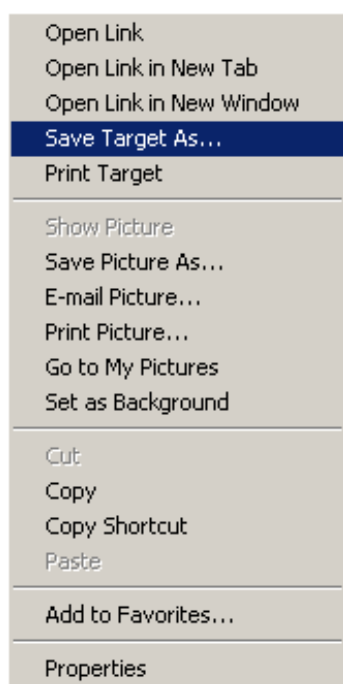 Open Link
Open Link in New Tab
Open Link in New Window
Save Target As...
Print Target
Show Picture
Save Picture As...
E-mail Picture...
Print Picture...
Go to My Pictures
Set as Background
Cut
Copy
Copy Shortcut
Paste
Add to Favorites...
Properties